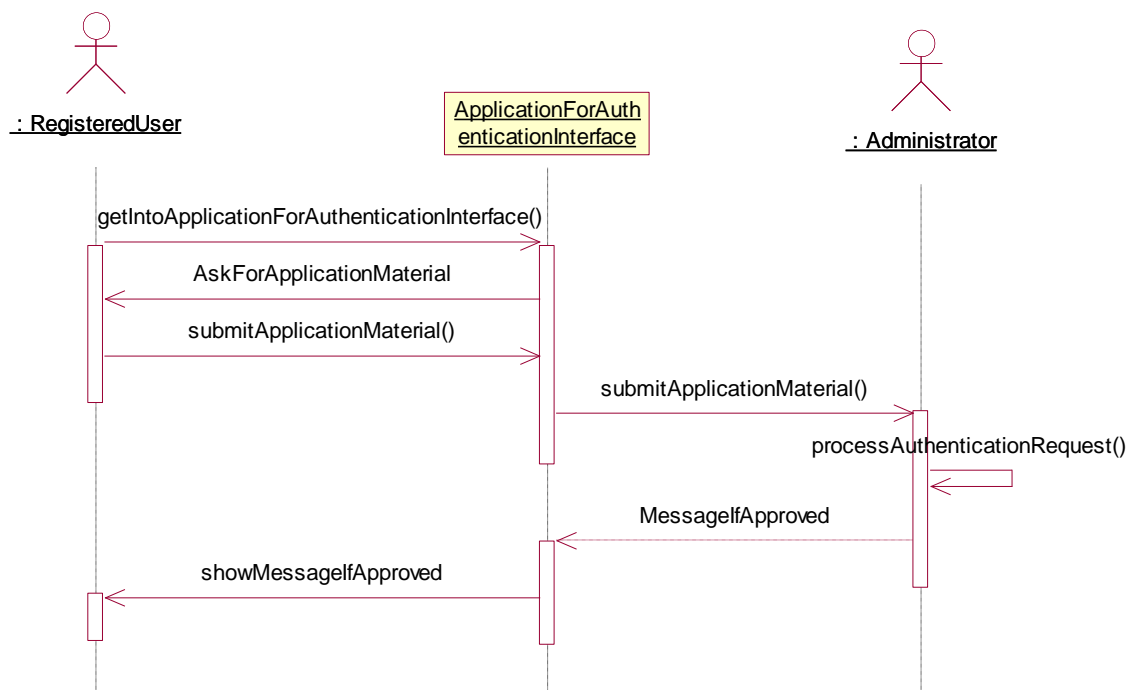 : RegisteredUser
ApplicationForAuth
enticationInterface
: Administrator
getIntoApplicationForAuthenticationInterface()
AskForApplicationMaterial
submitApplicationMaterial()
submitApplicationMaterial()
processAuthenticationRequest()
MessageIfApproved
showMessageIfApproved